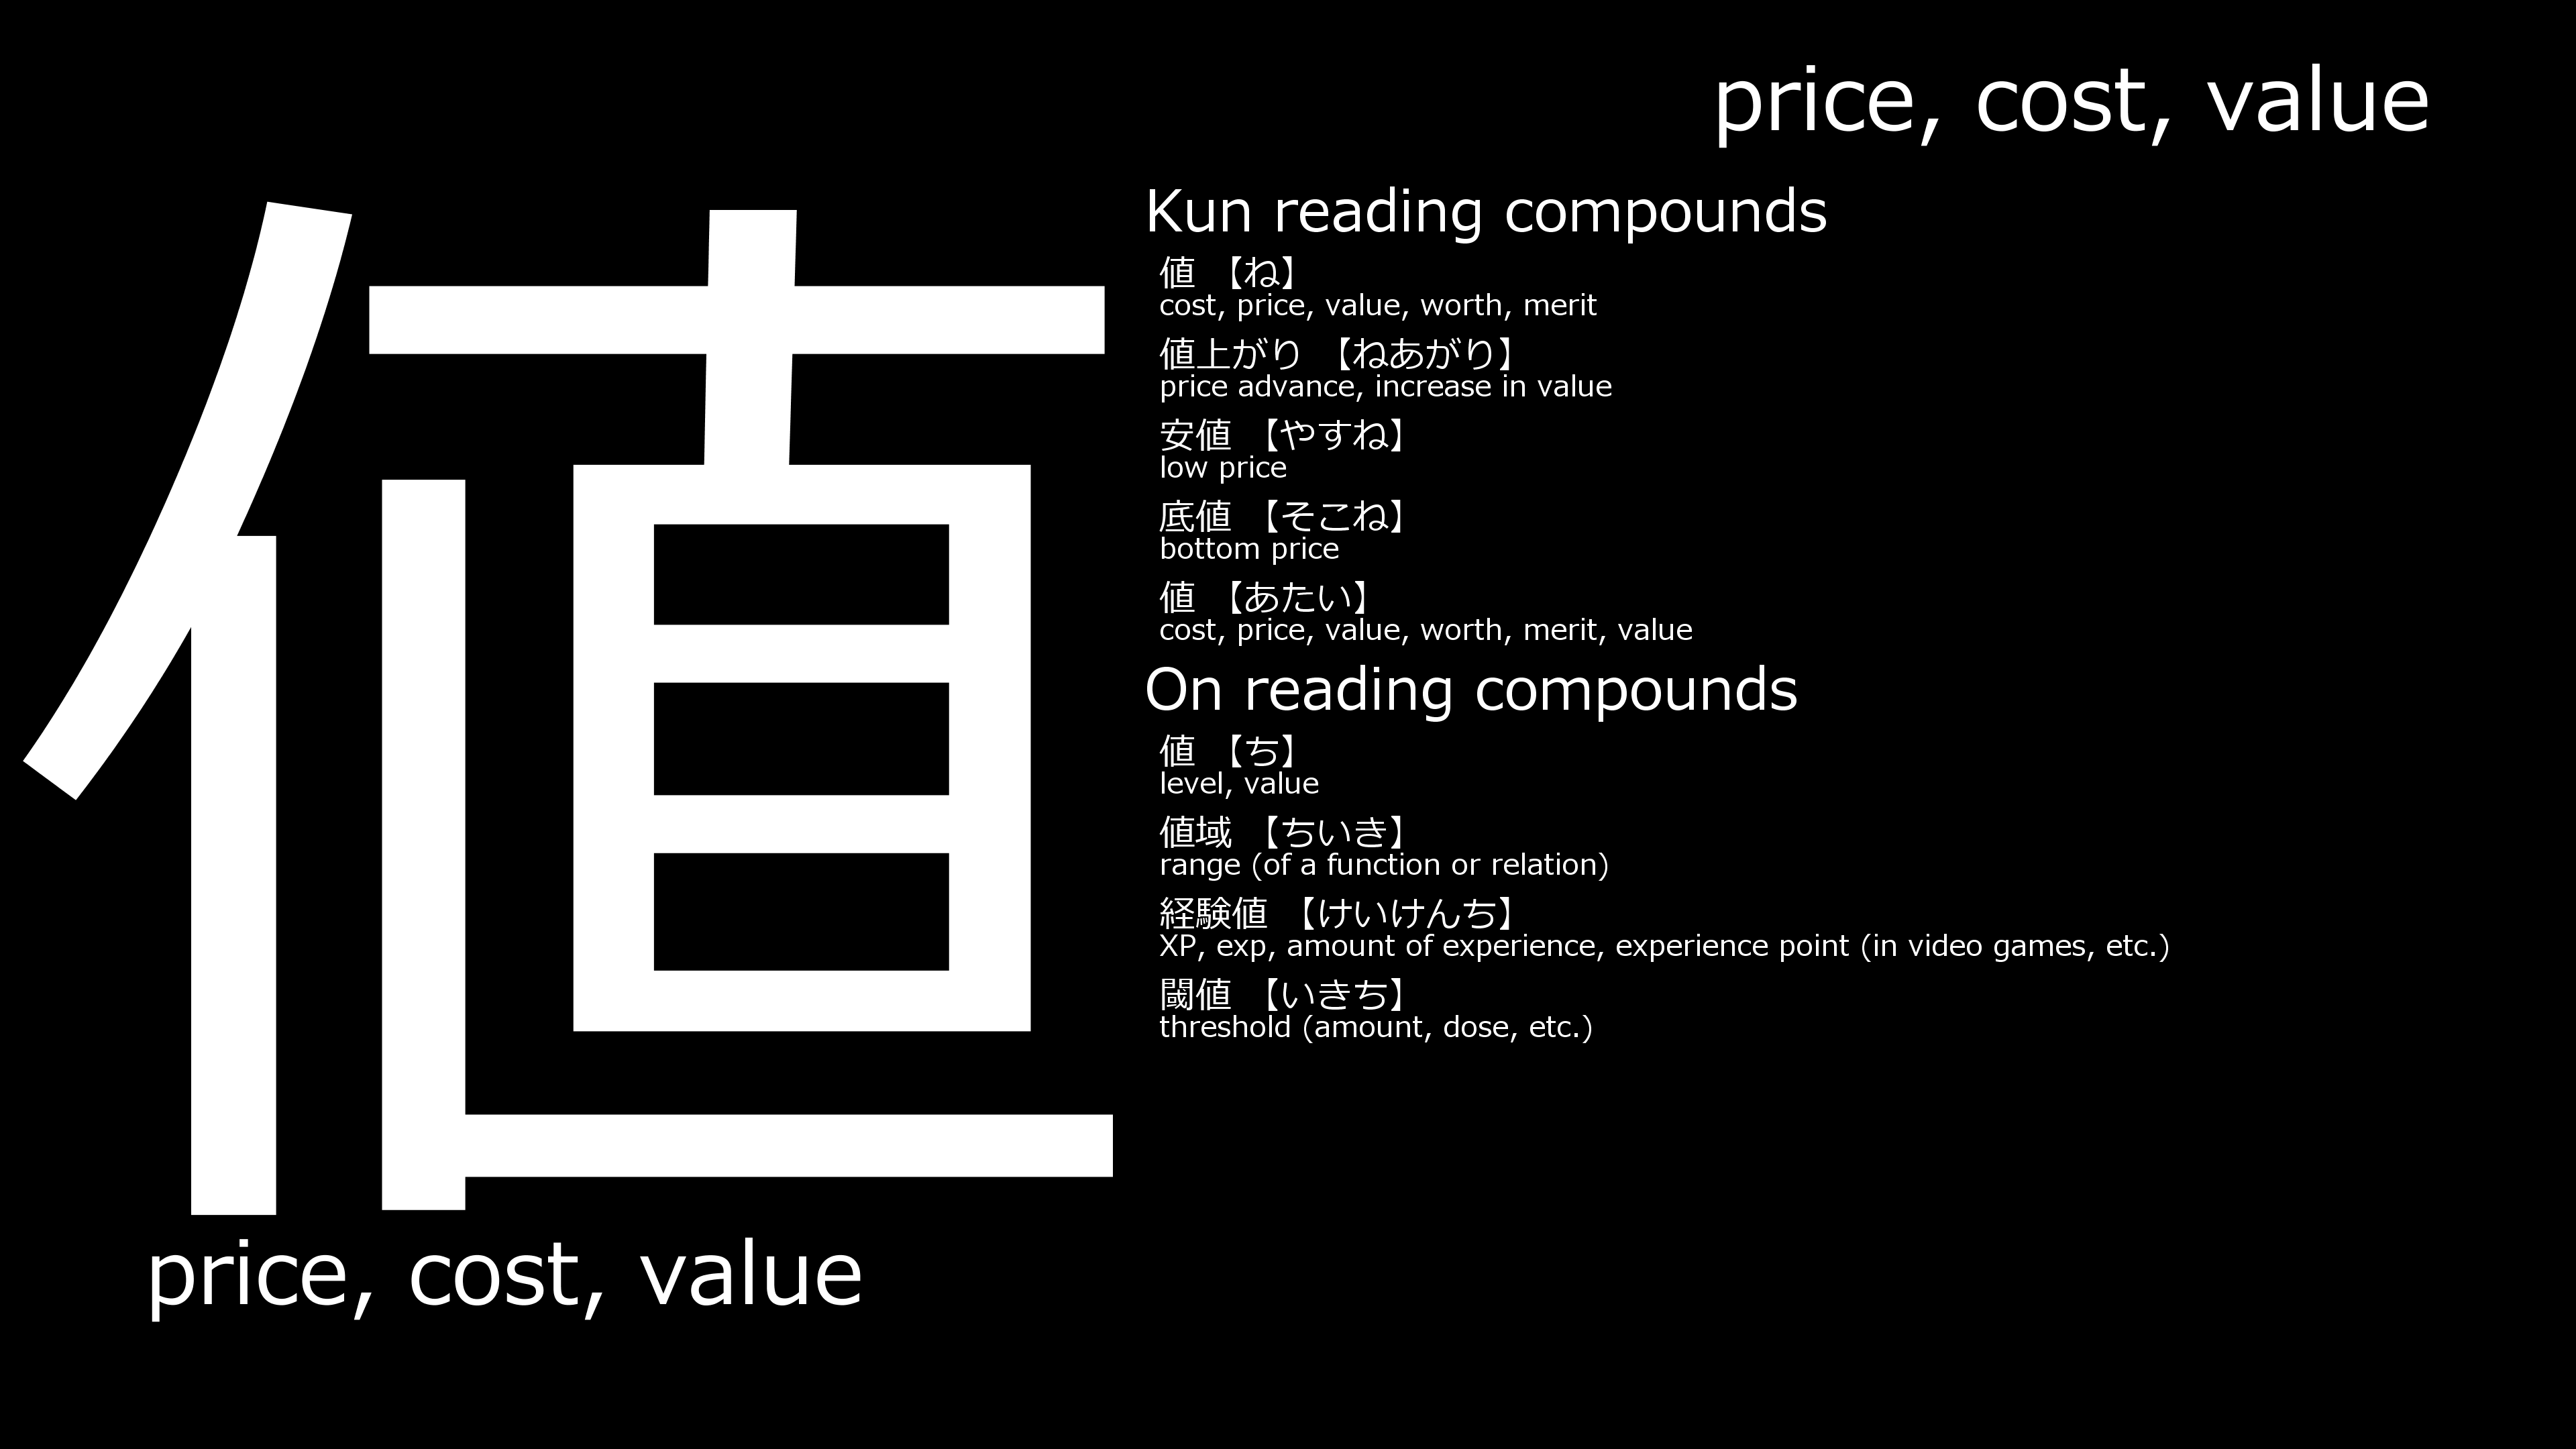 price, cost, value
値
price, cost, value
Kun reading compounds
値 【ね】
cost, price, value, worth, merit
値上がり 【ねあがり】
price advance, increase in value
安値 【やすね】
low price
底値 【そこね】
bottom price
値 【あたい】
cost, price, value, worth, merit, value
On reading compounds
値 【ち】
level, value
値域 【ちいき】
range (of a function or relation)
経験値 【けいけんち】
XP, exp, amount of experience, experience point (in video games, etc.)
閾値 【いきち】
threshold (amount, dose, etc.)